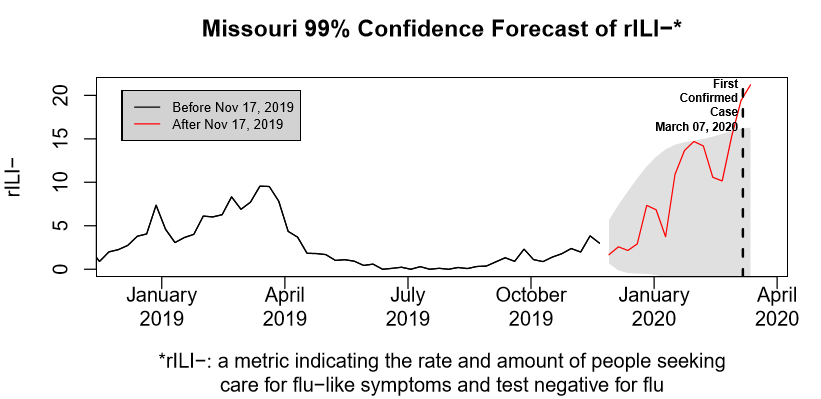 Missouri 99% Confidence Forecast of rILI−*
First
Confirmed
Case
March 07, 2020
Before Nov 17, 2019
After Nov 17, 2019
rILI−
20
15
10
5
0
January 2019
April 2019
July 2019
October 2019
January 2020
April 2020
*rILI−: a metric indicating the rate and amount of people seeking
care for flu−like symptoms and test negative for flu